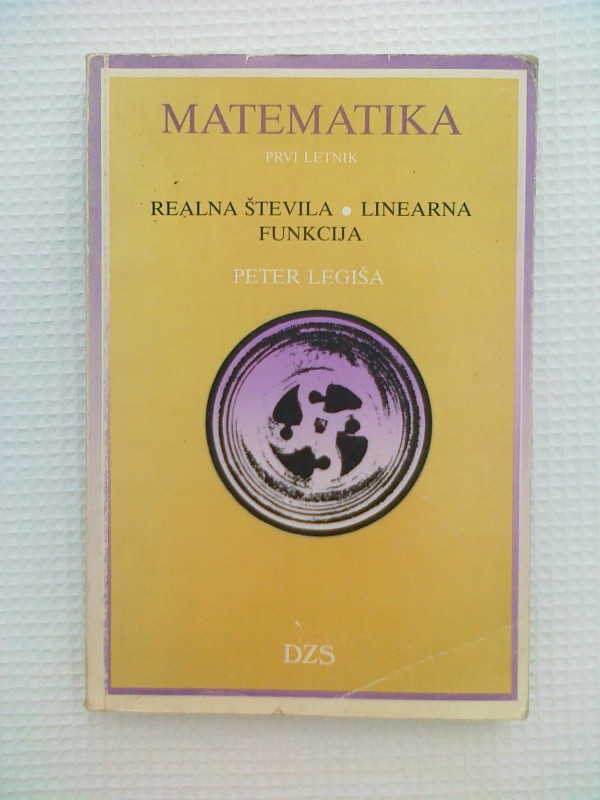 MATEMATIKA
PRVI LETNIK
REALNA ŠTEVILA • LINEARNA
FUNKCIJA
PETER LEGIŠA
DZS